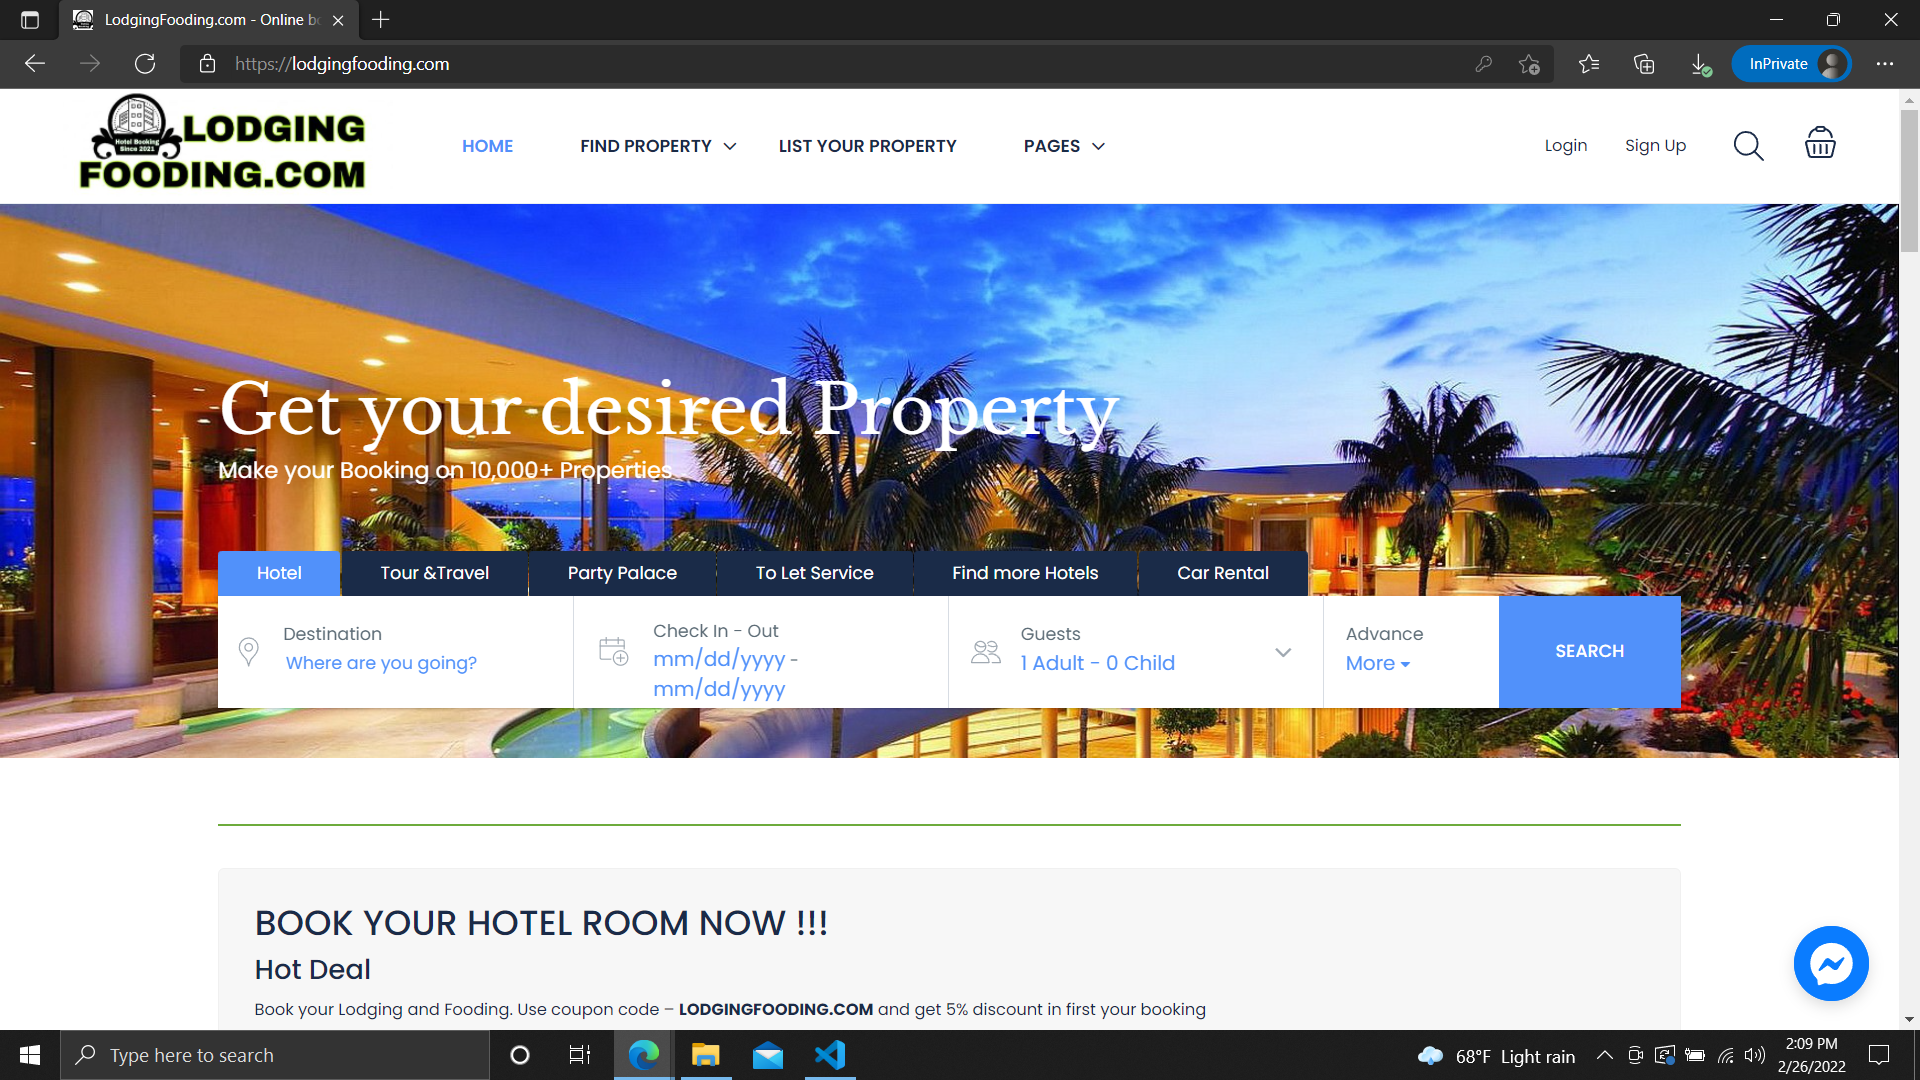 LodgingFooding.com - Online b
https://lodgingfooding.com
InPrivate
Hotel Booking
Since 2021
LODGING
FOODING.COM
HOME
FIND PROPERTY
LIST YOUR PROPERTY
PAGES
Login
Sign Up
Get your desired Property
Make your Booking on 10,000+ Properties...
Hotel
Tour &Travel
Party Palace
To Let Service
Find more Hotels
Car Rental
Destination
Where are you going?
Check In - Out
mm/dd/yyyy -
mm/dd/yyyy
Guests
1 Adult - 0 Child
Advance
More
SEARCH
BOOK YOUR HOTEL ROOM NOW !!!
Hot Deal
Book your Lodging and Fooding. Use coupon code – LODGINGFOODING.COM and get 5% discount in first your booking
Type here to search
68°F Light rain
2:09 PM
2/26/2022